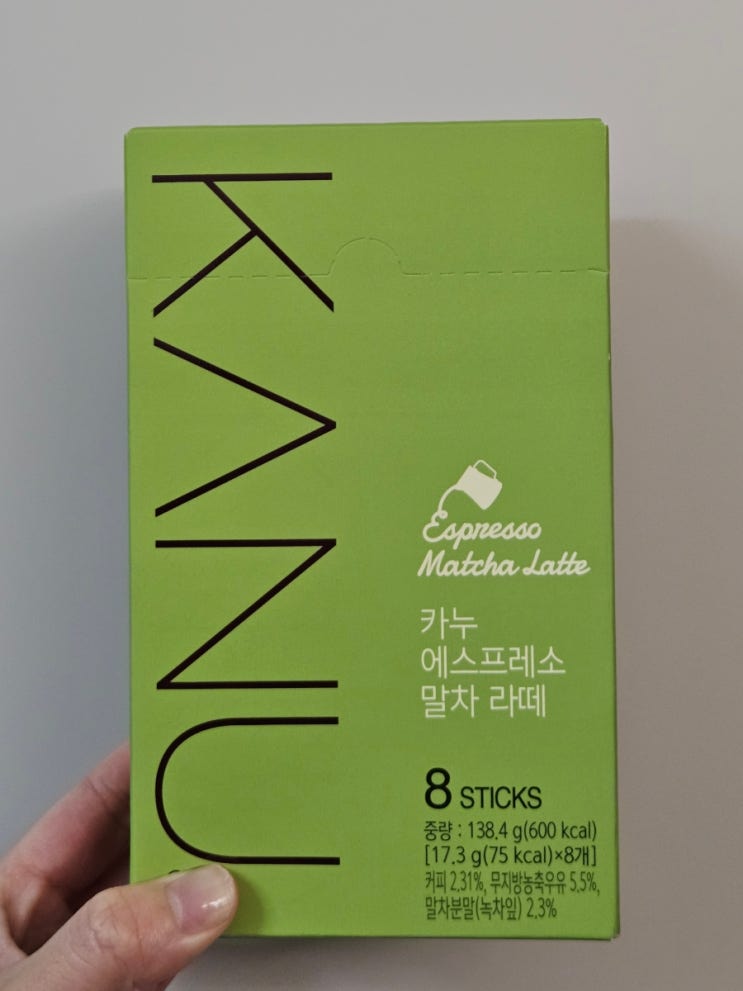 KANU
Espresso
Matcha Latte
카누
에스프레소
말차 라떼
8 STICKS
중량 : 138.4 g(600 kcal)
[17.3 g(75 kcal)×8개]
커피 2.31%, 무지방농축우유 5.5%,
말차분말(녹차잎) 2.3%